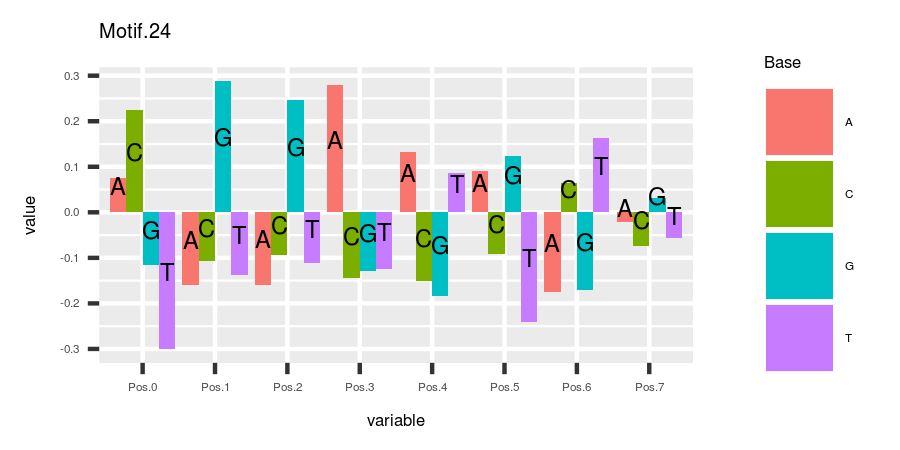 Motif.24
Base
value
0.3
0.2
0.1
0.0
-0.1
-0.2
-0.3
A C G T A C G T A C G T A C G T A C G T A C G T A C G T A C G T
Pos.0 Pos.1 Pos.2 Pos.3 Pos.4 Pos.5 Pos.6 Pos.7
variable
A
C
G
T